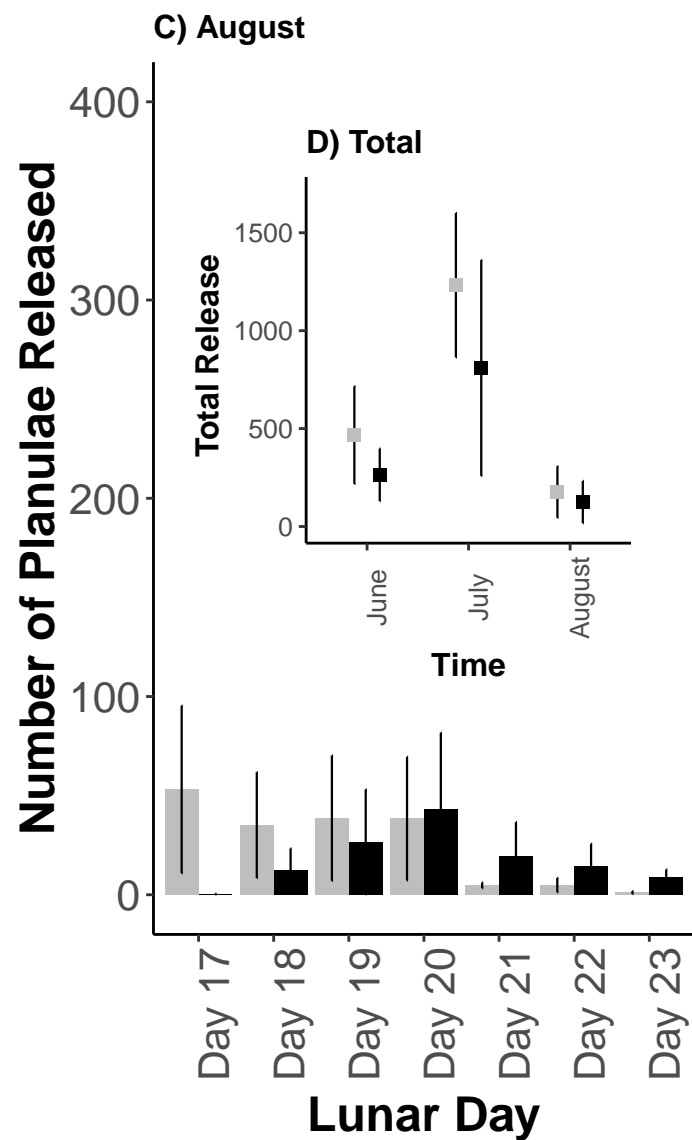 C) August
Number of Planulae Released
400
300
200
100
0
D) Total
Total Release
1500
1000
500
0
June
July
August
Time
Day 17
Day 18
Day 19
Day 20
Day 21
Day 22
Day 23
Lunar Day